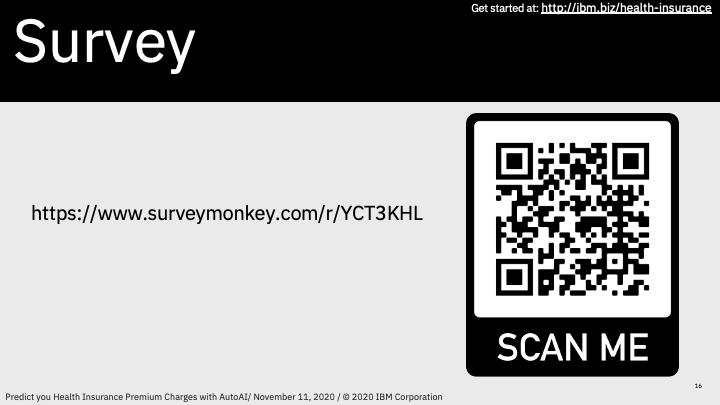 Get started at: http://ibm.biz/health-insurance
Survey
https://www.surveymonkey.com/r/YCT3KHL
SCAN ME
16
Predict you Health Insurance Premium Charges with AutoAI/ November 11, 2020 / © 2020 IBM Corporation